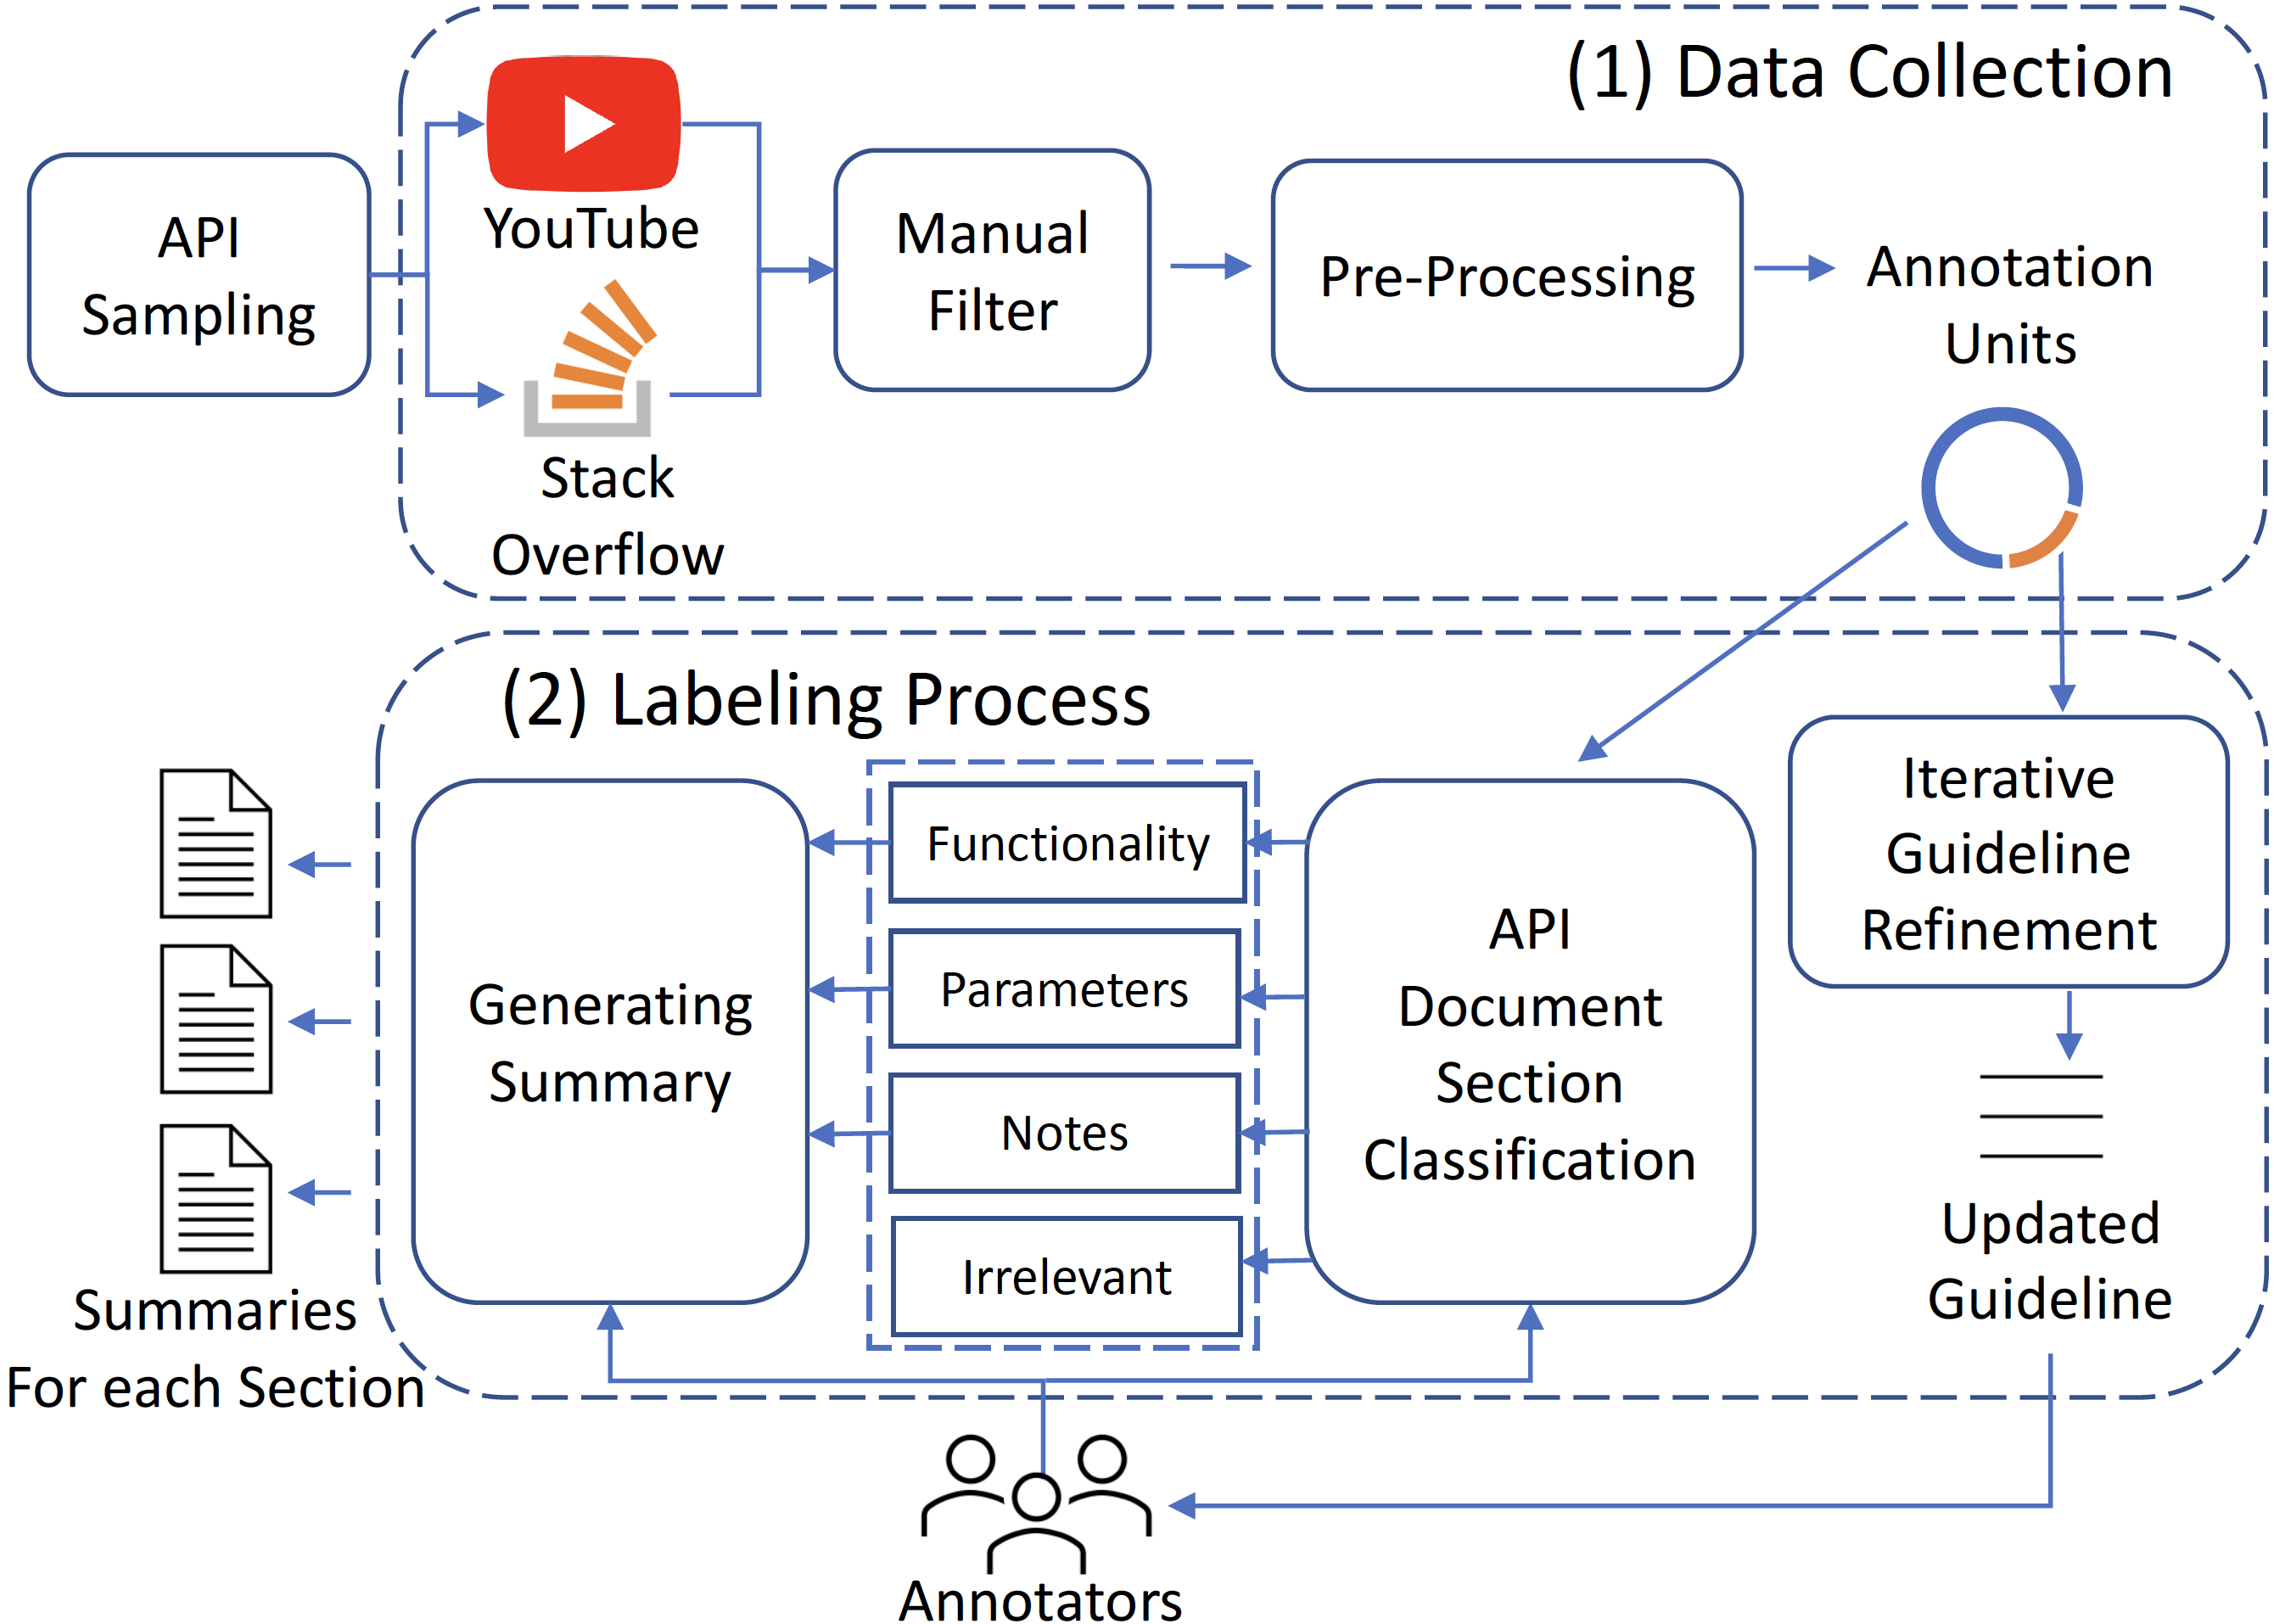 (1) Data Collection
API
Sampling
YouTube
Stack
Overflow
Manual
Filter
Pre-Processing
Annotation
Units
(2) Labeling Process
Iterative
Guideline
Refinement
Updated
Guideline
API
Document
Section
Classification
Functionality
Parameters
Notes
Irrelevant
Generating
Summary
Summaries
For each Section
Annotators